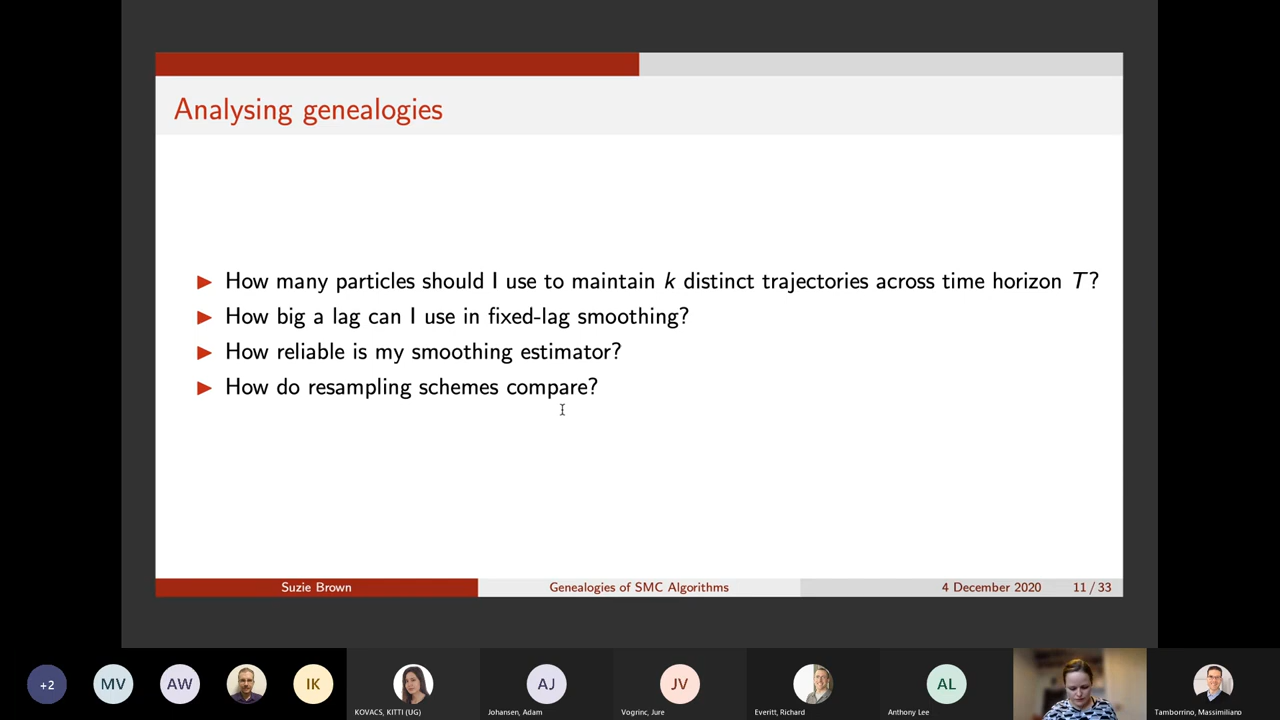 Analysing genealogies
How many particles should I use to maintain k distinct trajectories across time horizon T?
How big a lag can I use in fixed-lag smoothing?
How reliable is my smoothing estimator?
How do resampling schemes compare?
Suzie Brown
Genealogies of SMC Algorithms
4 December 2020
11 / 33
+2
MV
AW
IK
KOVACS, KITTI (UG)
AJ
Johansen, Adam
JV
Vogrinc, Jure
Everitt, Richard
AL
Anthony Lee
Tamborrino, Massimiliano